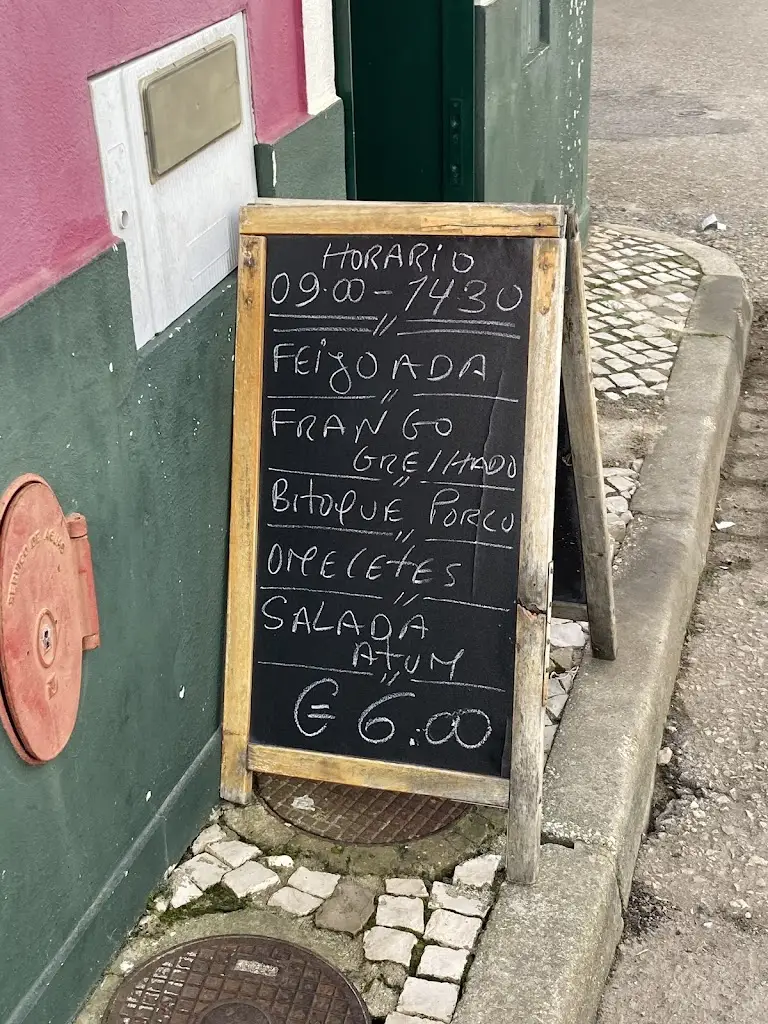 HORARIO
09.00 - 1430
FEIJOADA
FRANGO
GRELHADO
BITOQUE PORCO
OMELETES
SALADA
ATUM
€ 6.00